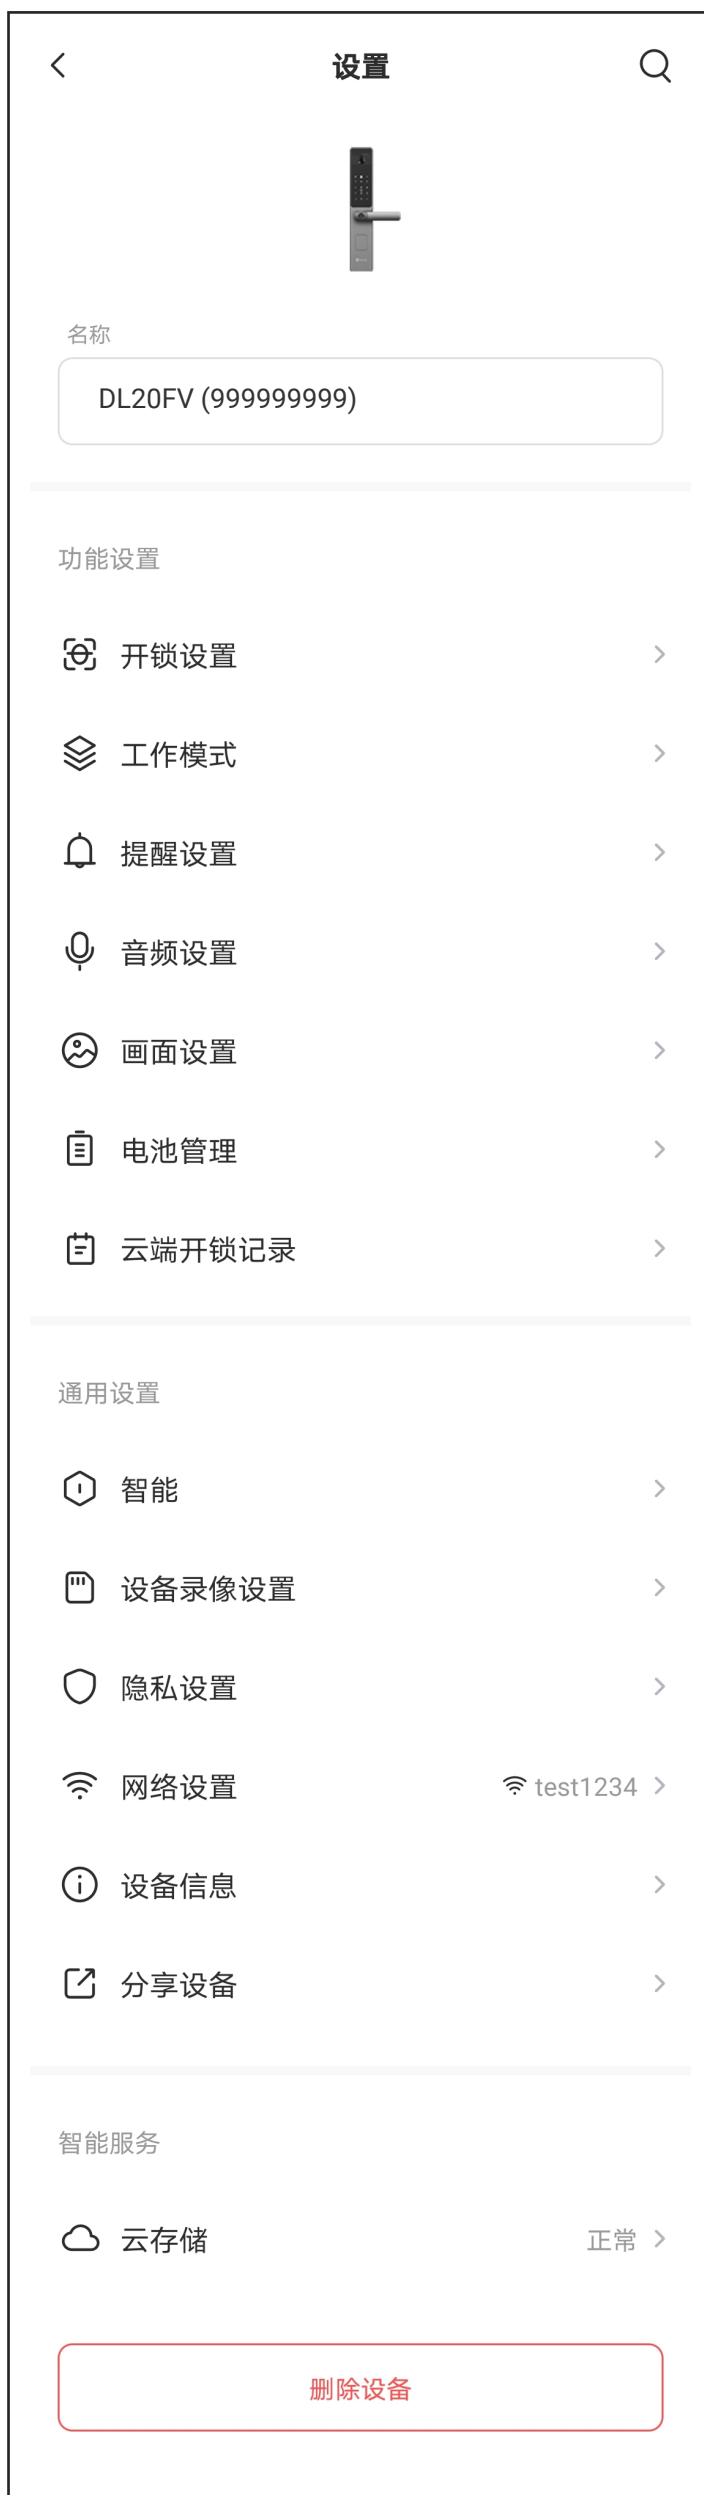 设置
名称
DL20FV (999999999)
功能设置
开锁设置
工作模式
提醒设置
音频设置
画面设置
电池管理
云端开锁记录
通用设置
智能
设备录像设置
隐私设置
网络设置 test1234
设备信息
分享设备
智能服务
云存储 正常
删除设备